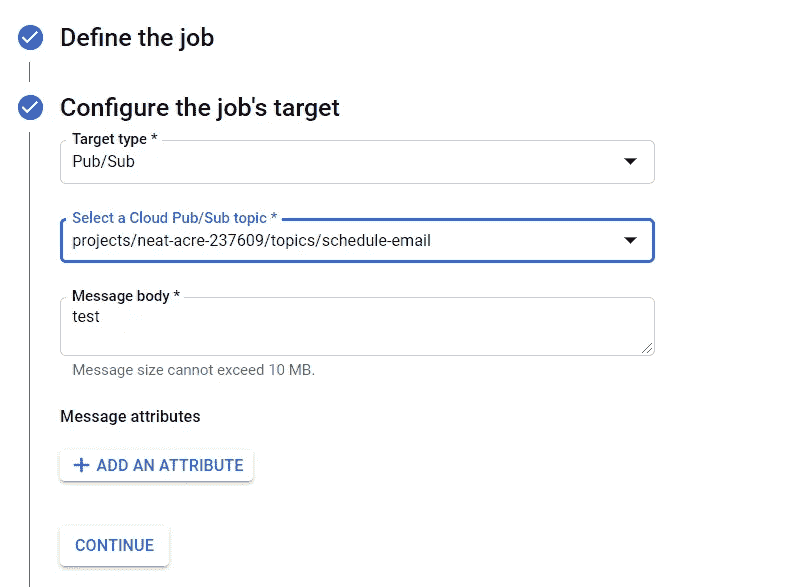 Define the job
Configure the job's target
Target type *
Pub/Sub
Select a Cloud Pub/Sub topic *
projects/neat-acre-237609/topics/schedule-email
Message body *
test
Message size cannot exceed 10 MB.
Message attributes
+ ADD AN ATTRIBUTE
CONTINUE